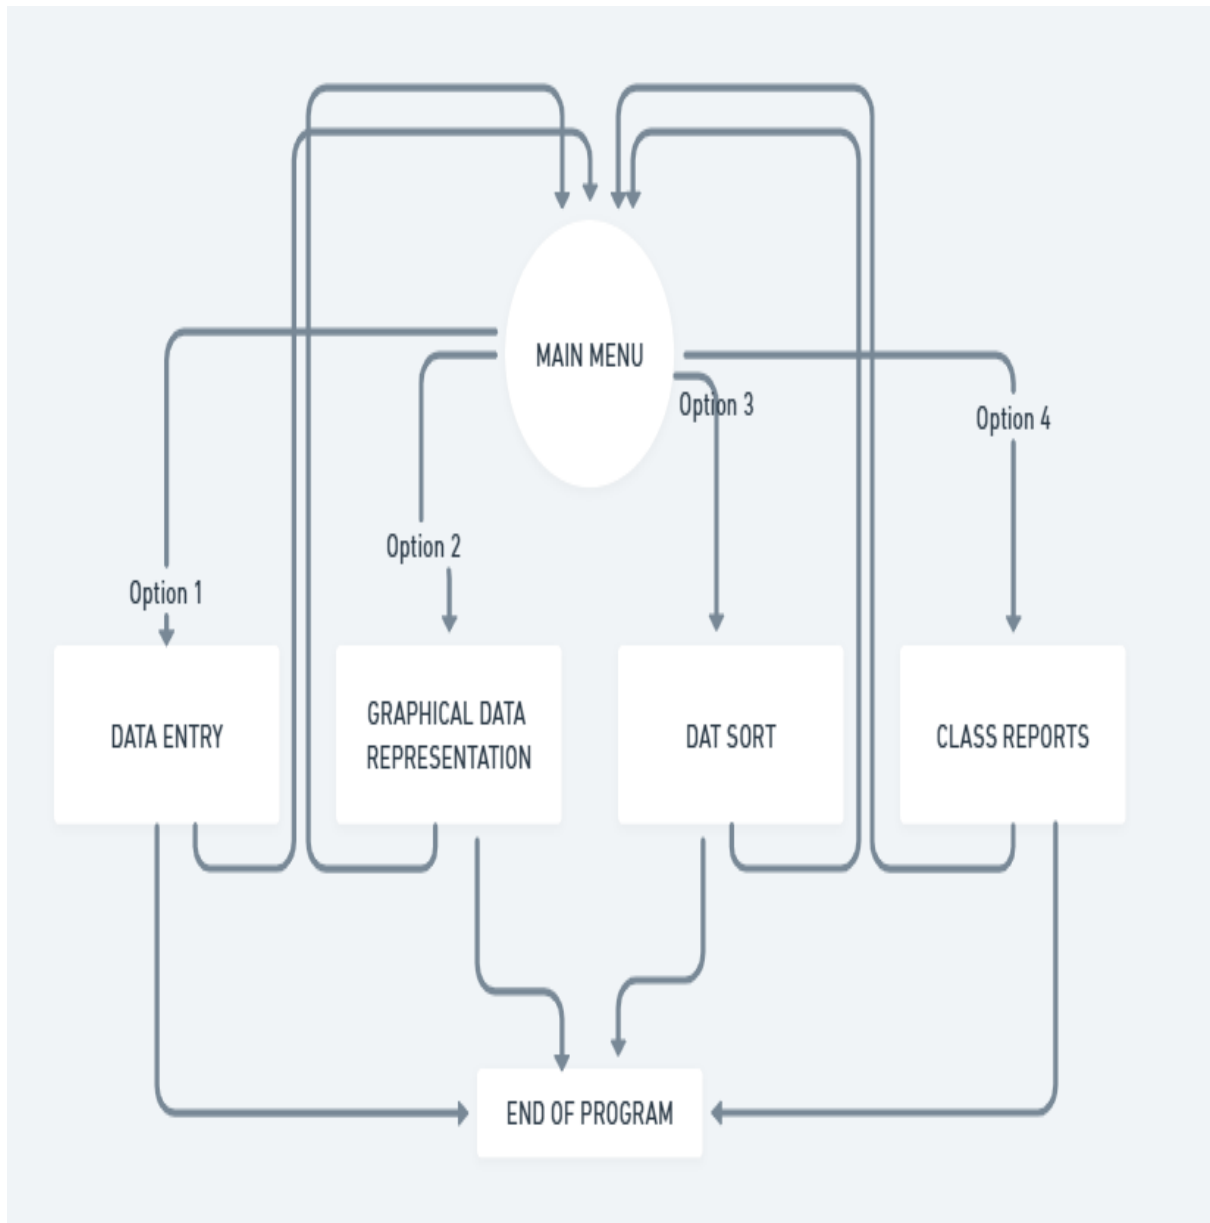 MAIN MENU
Option 3
Option 4
Option 2
Option 1
DATA ENTRY
GRAPHICAL DATA
REPRESENTATION
DAT SORT
CLASS REPORTS
END OF PROGRAM